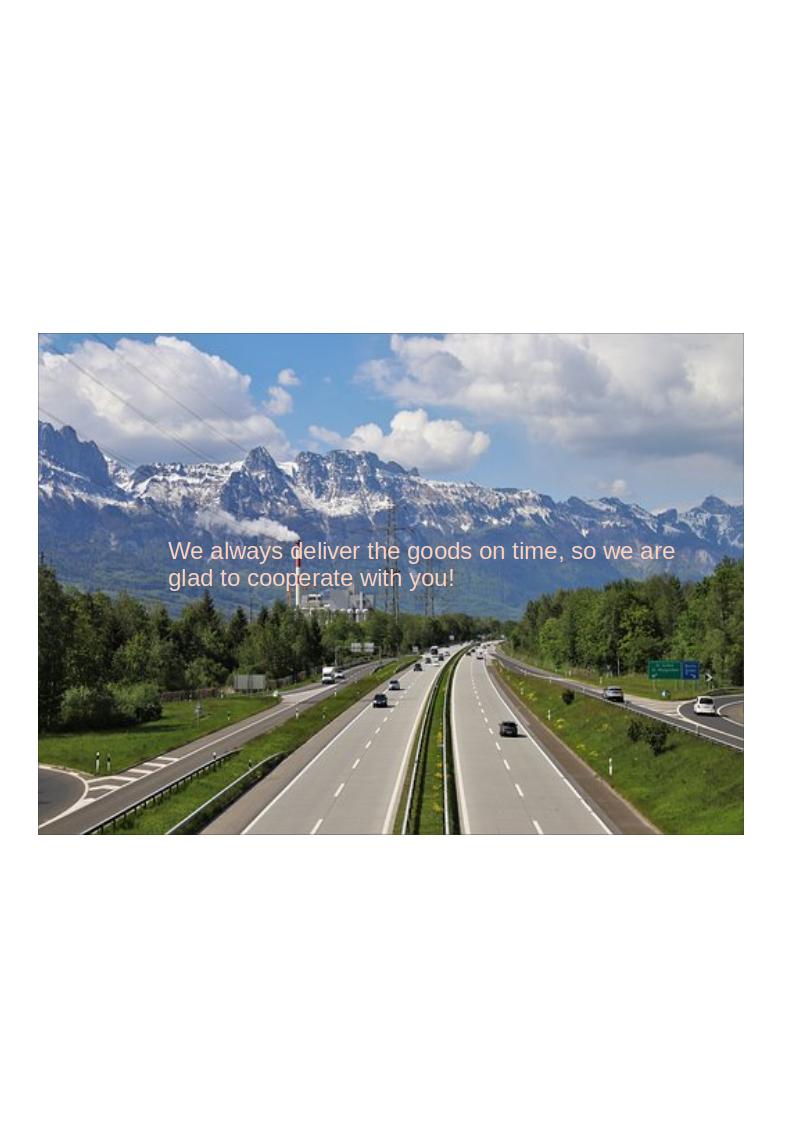 We always deliver the goods on time, so we are
glad to cooperate with you!